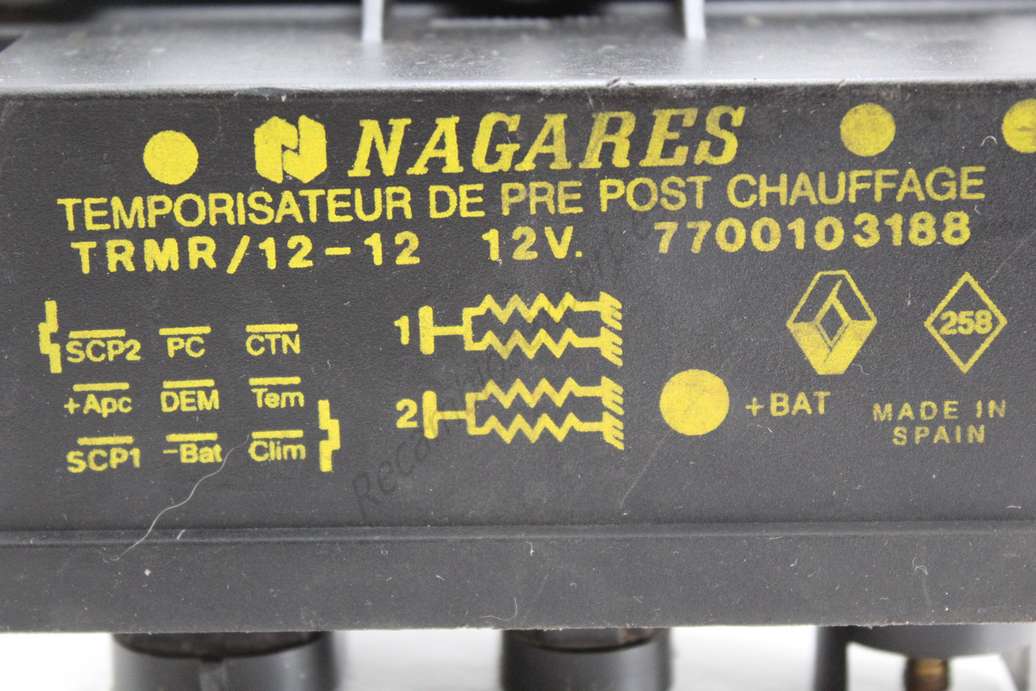 NAGARES
TEMPORISATEUR DE PRE POST CHAUFFAGE
TRMR/12-12 12V. 7700103188
SCP2 PC CTN
+Apc DEM Tem
SCP1 -Bat Clim
1
2
+BAT
258
MADE IN
SPAIN